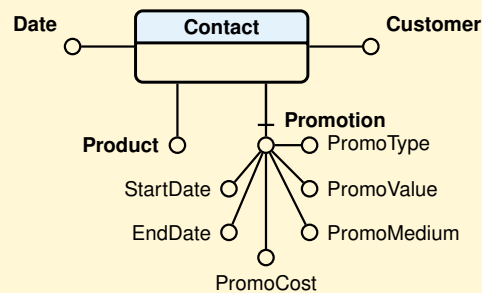 Date
Contact
Customer
Product
Promotion
PromoType
StartDate
PromoValue
EndDate
PromoMedium
PromoCost